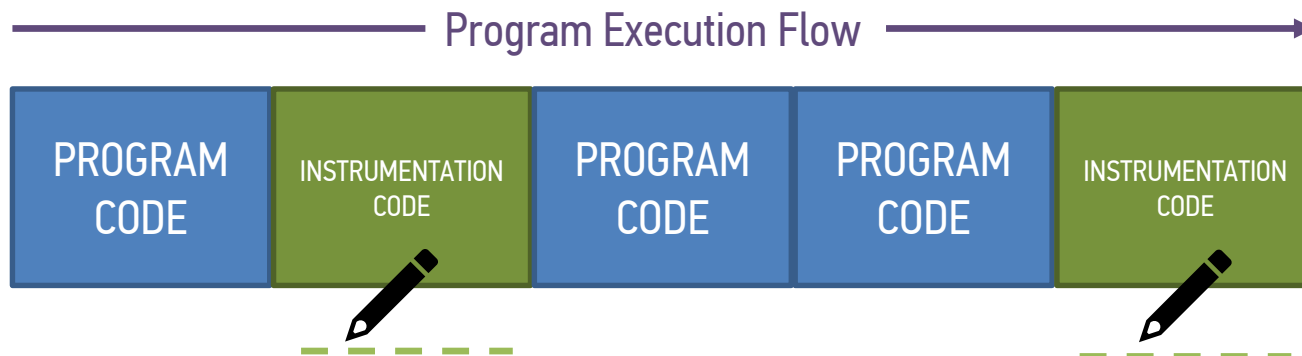 Program Execution Flow
PROGRAM
CODE
INSTRUMENTATION
CODE
PROGRAM
CODE
PROGRAM
CODE
INSTRUMENTATION
CODE